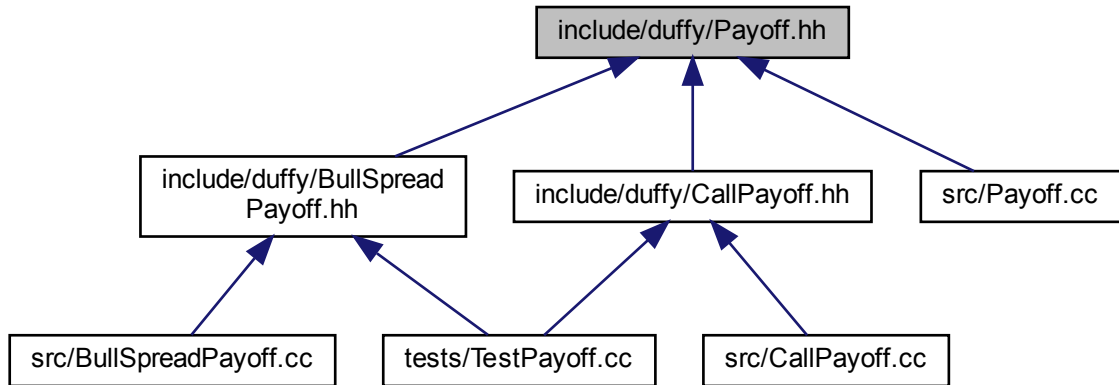 include/duffy/Payoff.hh
include/duffy/BullSpread
Payoff.hh
include/duffy/CallPayoff.hh
src/Payoff.cc
src/BullSpreadPayoff.cc
tests/TestPayoff.cc
src/CallPayoff.cc